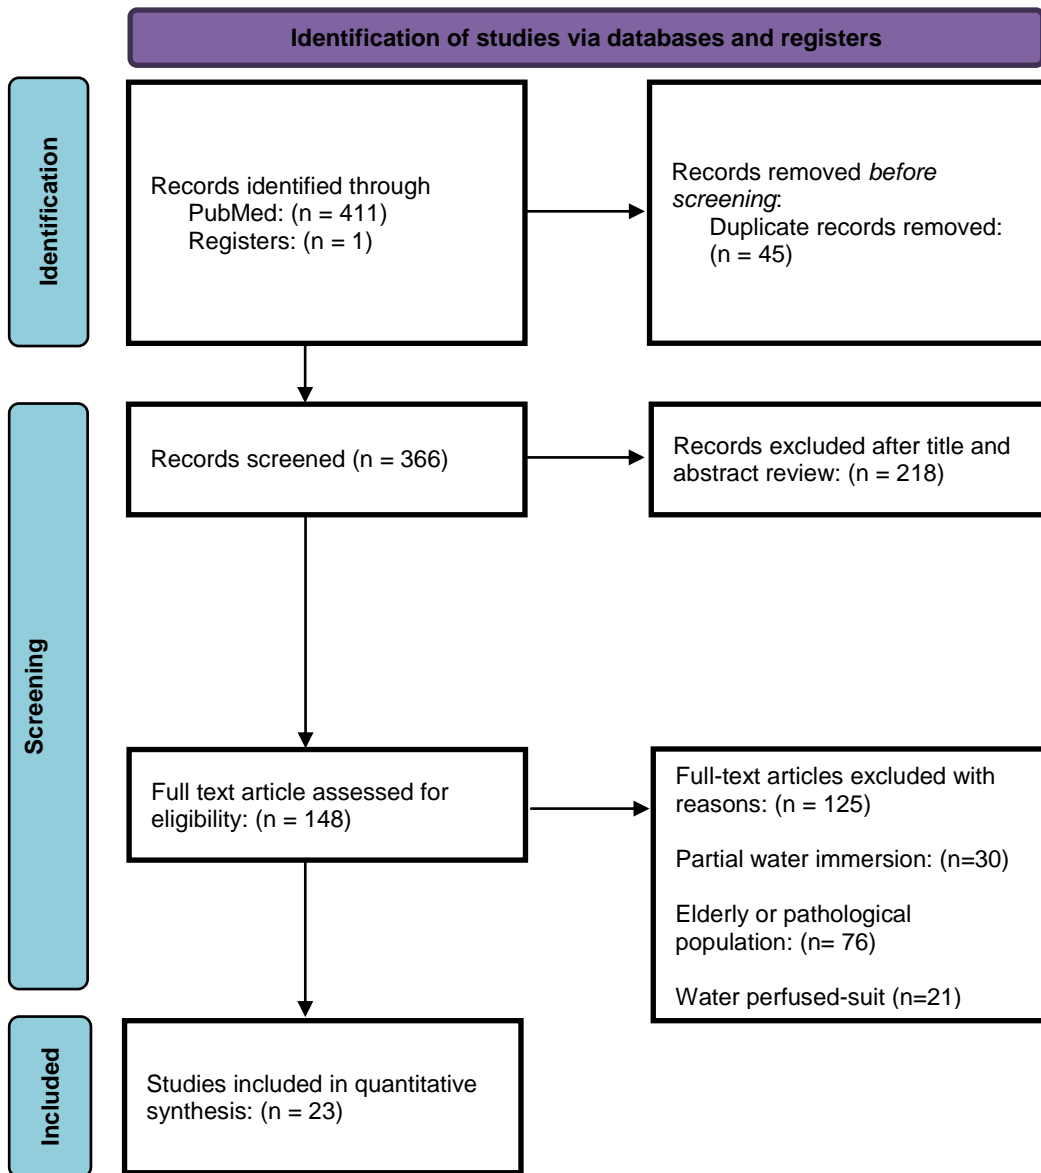 Identification of studies via databases and registers
Identification
Records identified through
PubMed: (n = 411)
Registers: (n = 1)
Records removed before
screening:
Duplicate records removed:
(n = 45)
Screening
Records screened (n = 366)
Records excluded after title and
abstract review: (n = 218)
Full text article assessed for
eligibility: (n = 148)
Full-text articles excluded with
reasons: (n = 125)
Partial water immersion: (n=30)
Elderly or pathological
population: (n= 76)
Water perfused-suit (n=21)
Included
Studies included in quantitative
synthesis: (n = 23)